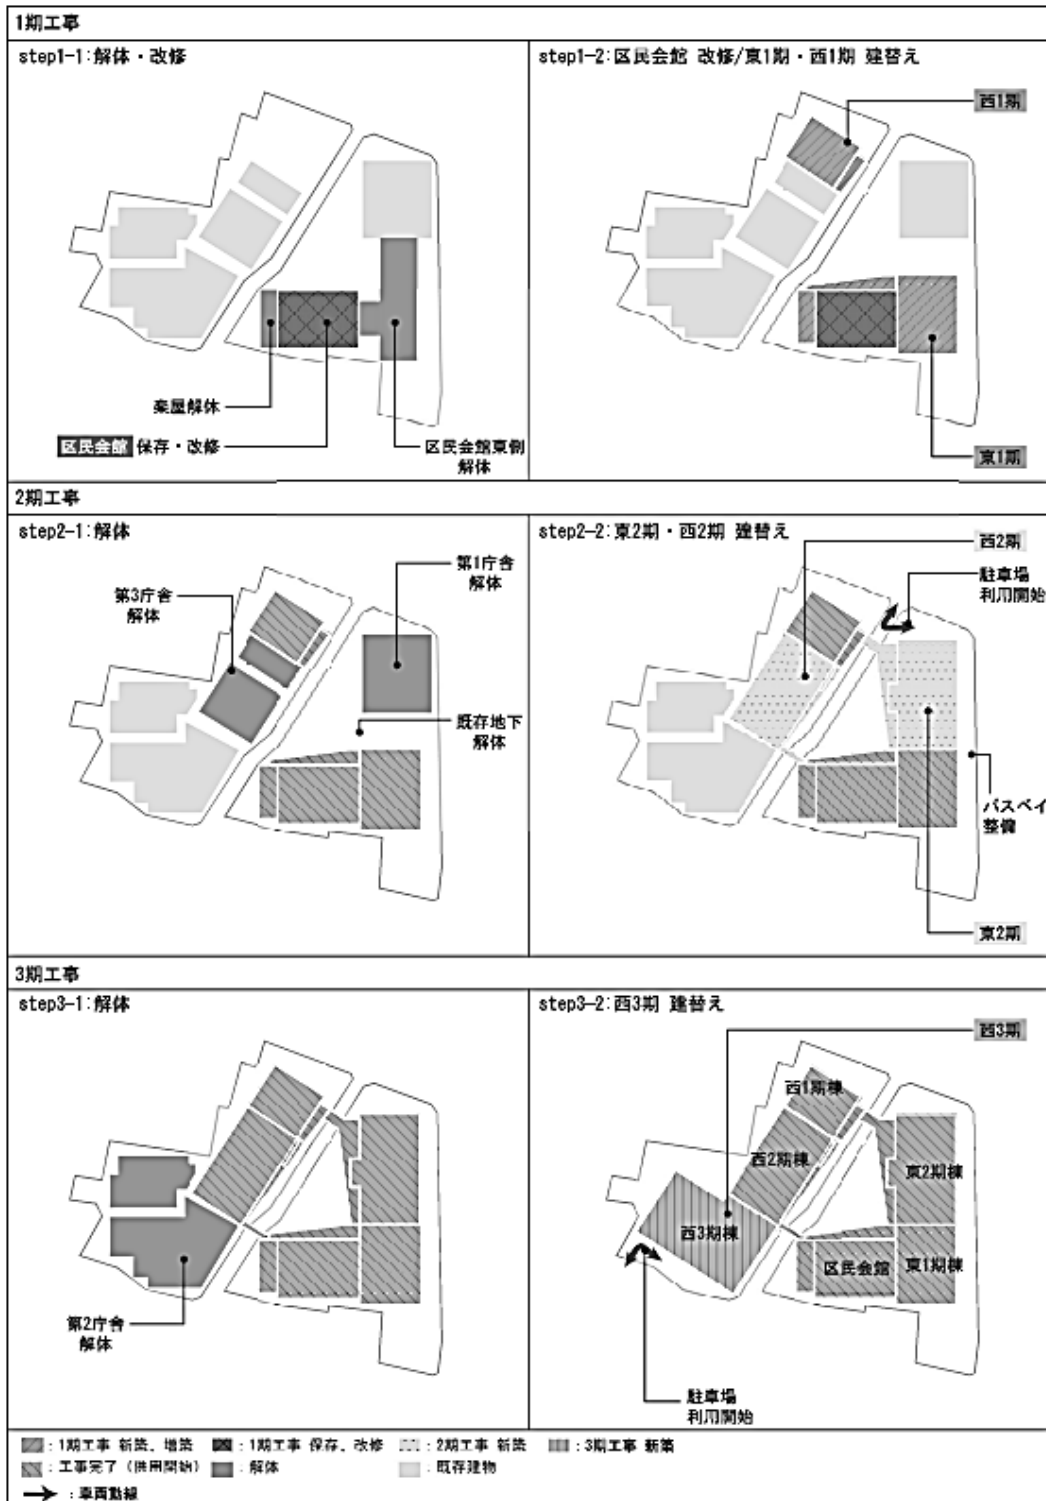 1期工事
step1-1:解体・改修
楽屋解体
区民会館 保存・改修
区民会館東側
解体
step1-2:区民会館 改修/東1期・西1期 建替え
西1期
東1期
2期工事
step2-1:解体
第1庁舎
解体
第3庁舎
解体
既存地下
解体
step2-2:東2期・西2期 建替え
西2期
駐車場
利用開始
バスベイ
整備
東2期
3期工事
step3-1:解体
第2庁舎
解体
step3-2:西3期 建替え
西3期
西1期棟
西2期棟
東2期棟
西3期棟
区民会館
東1期棟
駐車場
利用開始
:1期工事 新築、増築 :1期工事 保存、改修 :2期工事 新築 :3期工事 新築
:工事完了(供用開始) :解体 :既存建物
:車両動線